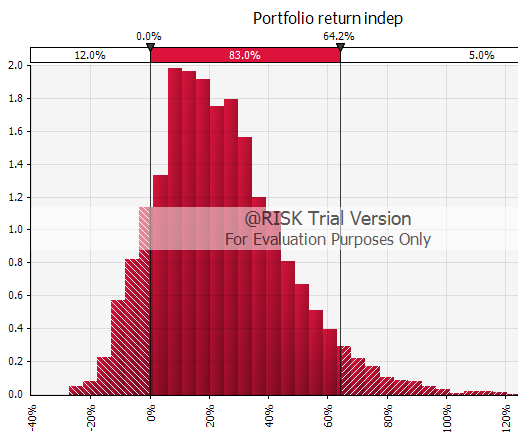 Portfolio return indep
0.0% 64.2%
12.0% 83.0% 5.0%
2.0
1.8
1.6
1.4
1.2
1.0
0.8
0.6
0.4
0.2
0.0
@RISK Trial Version
For Evaluation Purposes Only
-40% -20% 0% 20% 40% 60% 80% 100% 120%